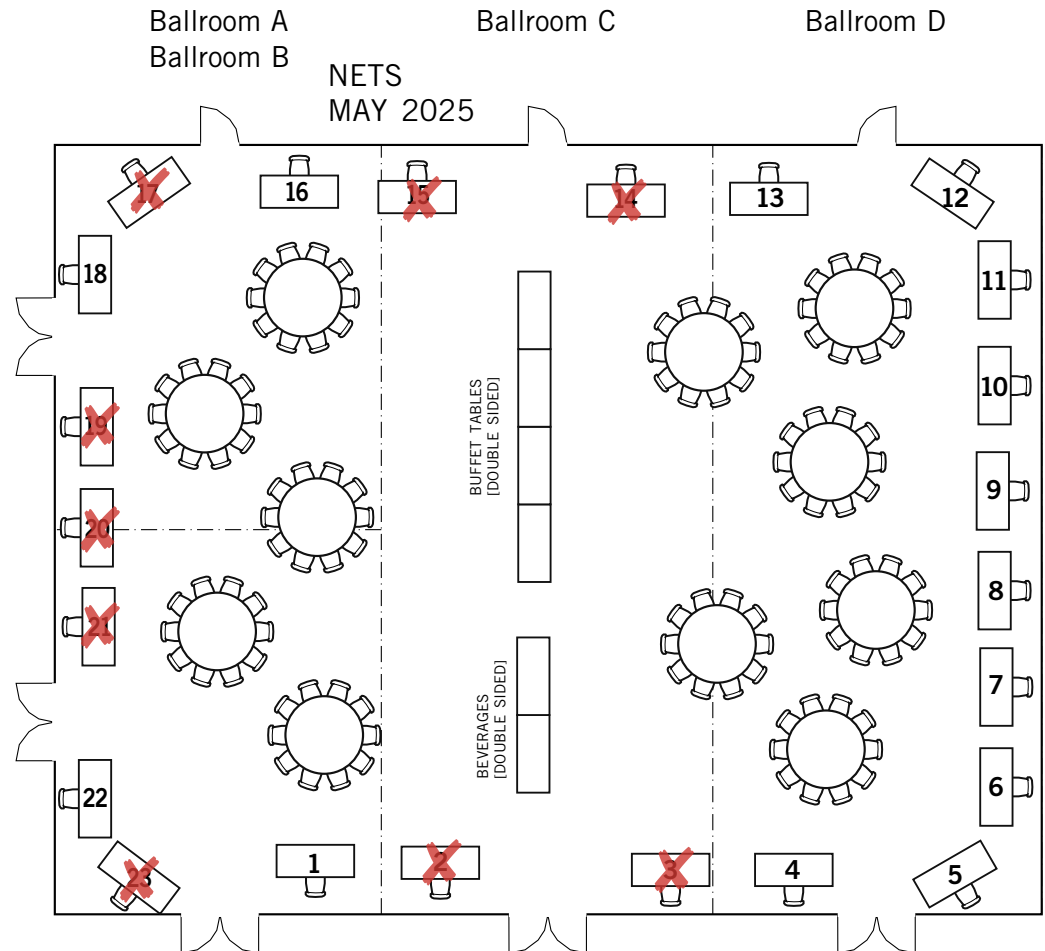 Ballroom A
Ballroom B
Ballroom C
Ballroom D
NETS
MAY 2025
17
16
15
14
13
12
18
11
19
10
20
9
21
8
7
22
6
BUFFET TABLES
[DOUBLE SIDED]
BEVERAGES
[DOUBLE SIDED]
23
1
2
3
4
5